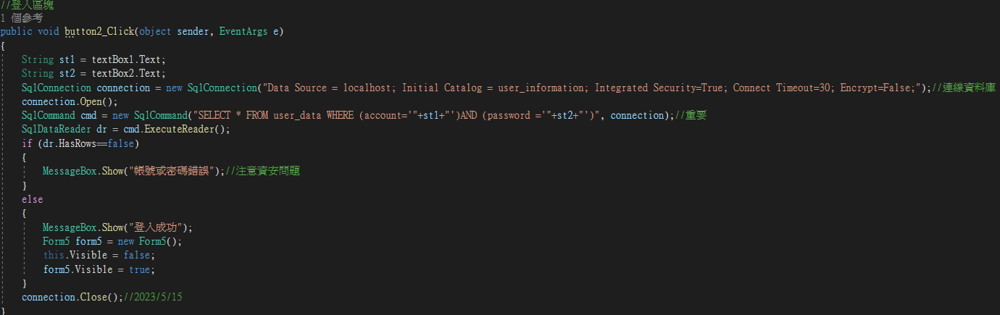 //登入區塊
1 個參考
public void button2_Click(object sender, EventArgs e)
{
String st1 = textBox1.Text;
String st2 = textBox2.Text;
SqlConnection connection = new SqlConnection("Data Source = localhost; Initial Catalog = user_information; Integrated Security=True; Connect Timeout=30; Encrypt=False;");//連線資料庫
connection.Open();
SqlCommand cmd = new SqlCommand("SELECT * FROM user_data WHERE (account='"+st1+"')AND (password ='"+st2+"')", connection);//重要
SqlDataReader dr = cmd.ExecuteReader();
if (dr.HasRows==false)
{
MessageBox.Show("帳號或密碼錯誤");//注意資安問題
}
else
{
MessageBox.Show("登入成功");
Form5 form5 = new Form5();
this.Visible = false;
form5.Visible = true;
}
connection.Close();//2023/5/15
}